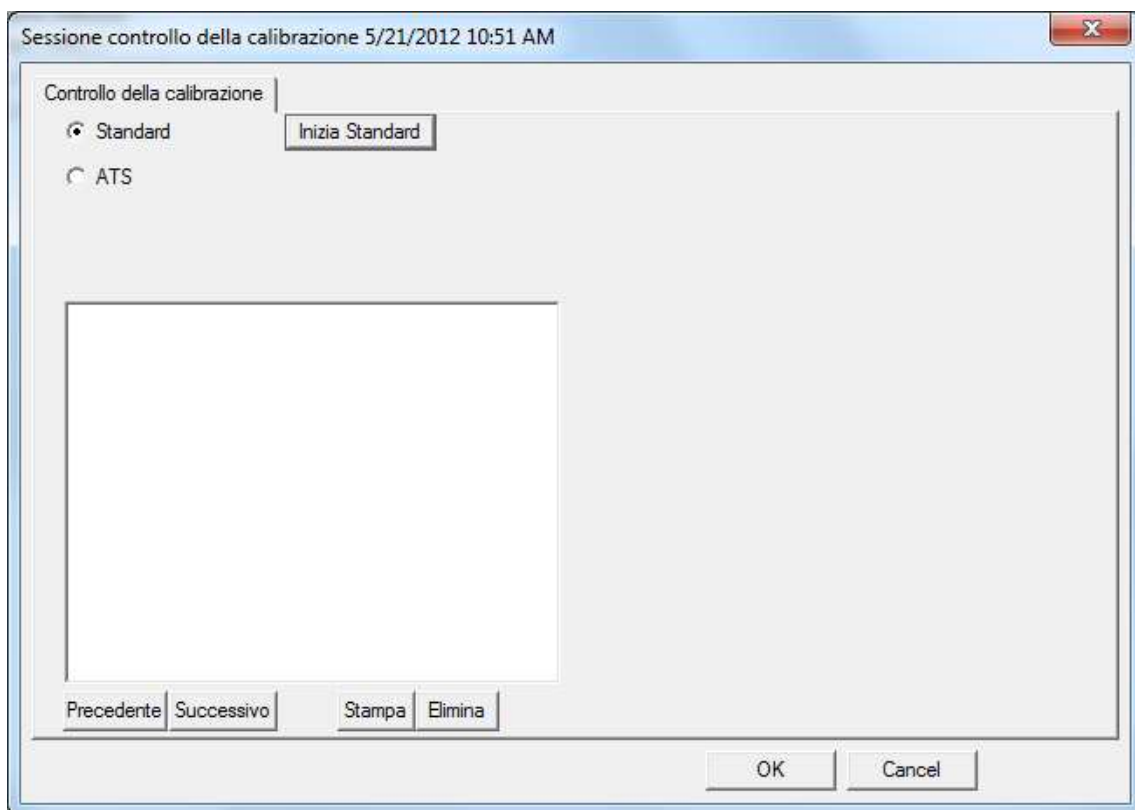 Sessione controllo della calibrazione 5/21/2012 10:51 AM
Controllo della calibrazione
Standard Inizia Standard
ATS
Precedente Successivo Stampa Elimina
OK Cancel